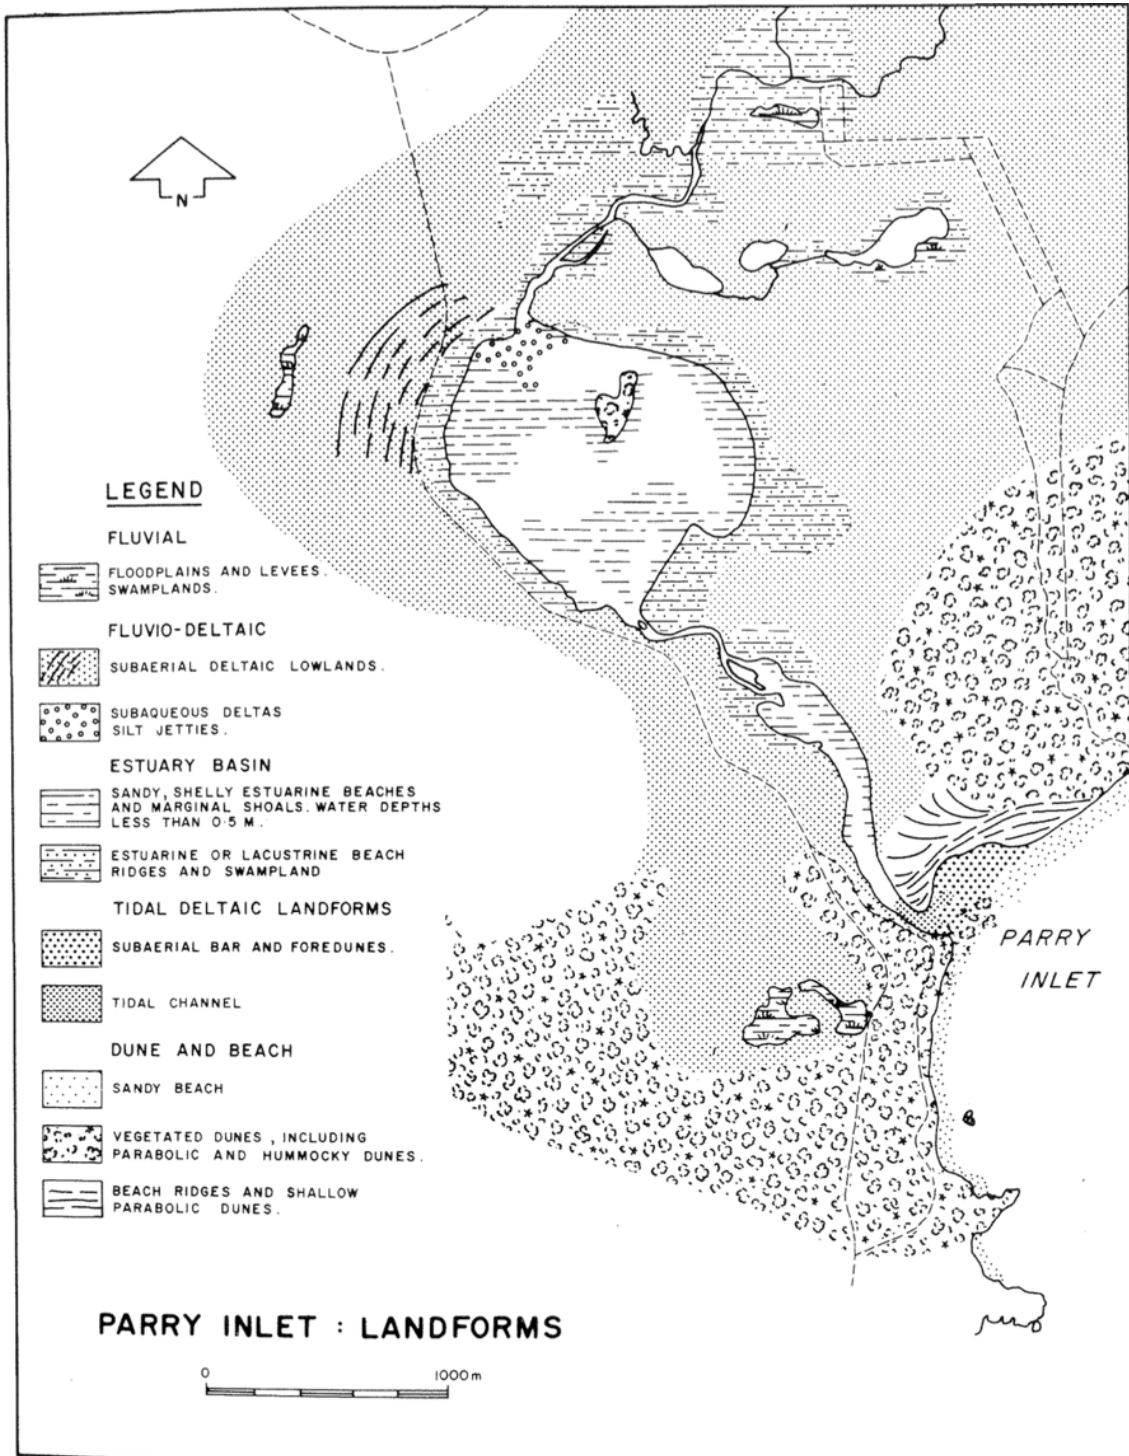 N
LEGEND
FLUVIAL
FLOODPLAINS AND LEVEES.
SWAMPLANDS.
FLUVIO-DELTAIC
SUBAERIAL DELTAIC LOWLANDS.
SUBAQUEOUS DELTAS
SILT JETTIES.
ESTUARY BASIN
SANDY, SHELLY ESTUARINE BEACHES
AND MARGINAL SHOALS. WATER DEPTHS
LESS THAN 0·5 M.
ESTUARINE OR LACUSTRINE BEACH
RIDGES AND SWAMPLAND
TIDAL DELTAIC LANDFORMS
SUBAERIAL BAR AND FOREDUNES.
TIDAL CHANNEL
DUNE AND BEACH
SANDY BEACH
VEGETATED DUNES, INCLUDING
PARABOLIC AND HUMMOCKY DUNES.
BEACH RIDGES AND SHALLOW
PARABOLIC DUNES.
PARRY
INLET
PARRY INLET : LANDFORMS
0 1000m